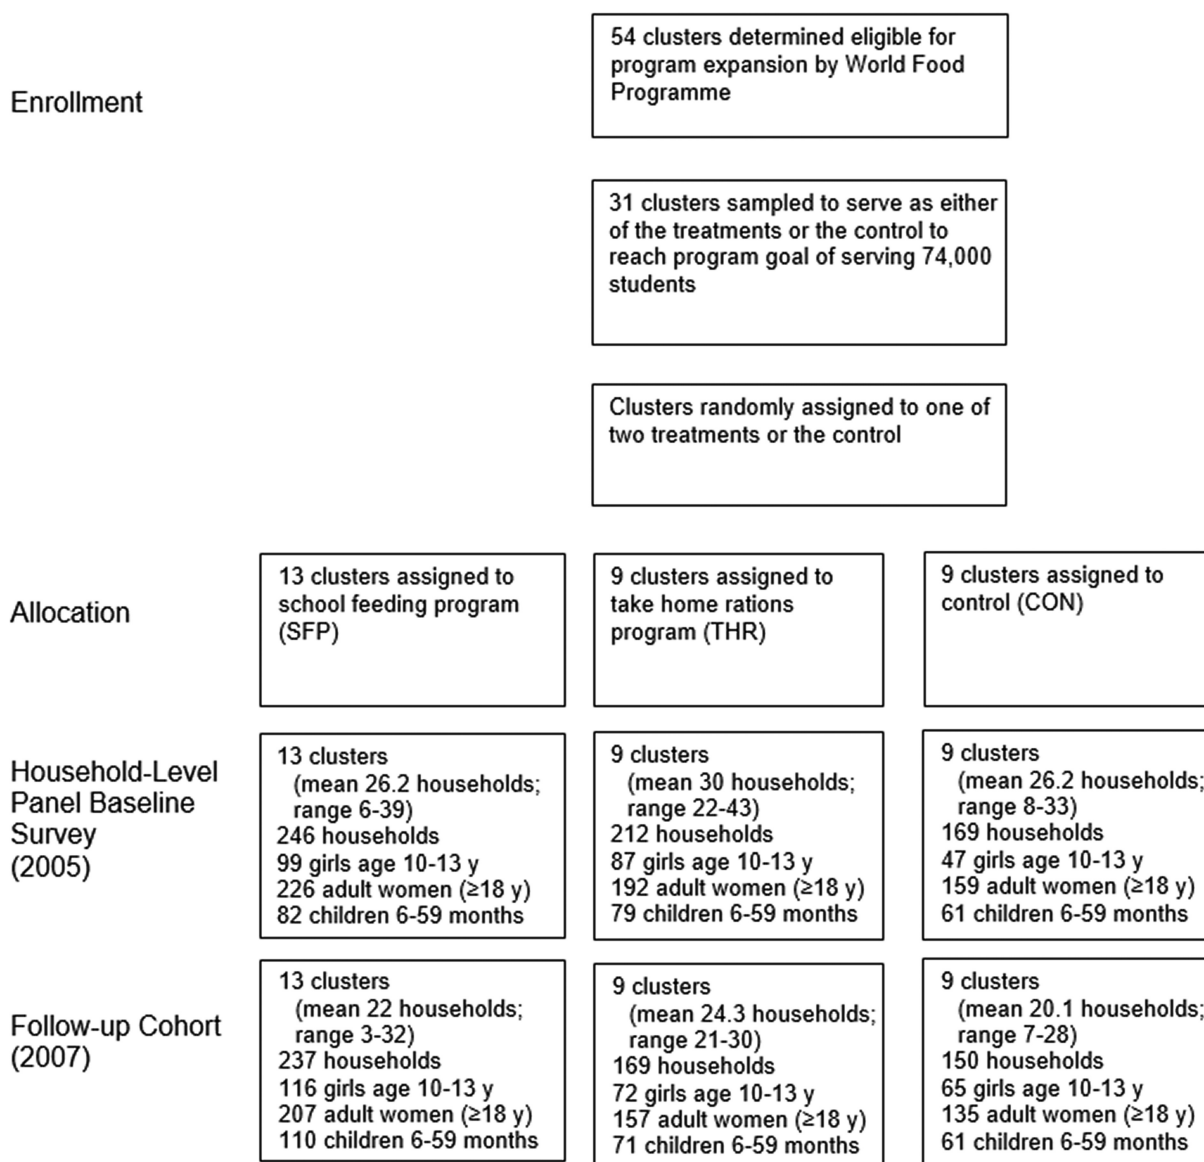 Enrollment
54 clusters determined eligible for
program expansion by World Food
Programme
31 clusters sampled to serve as either
of the treatments or the control to
reach program goal of serving 74,000
students
Clusters randomly assigned to one of
two treatments or the control
Allocation
13 clusters assigned to
school feeding program
(SFP)
9 clusters assigned to
take home rations
program (THR)
9 clusters assigned to
control (CON)
Household-Level
Panel Baseline
Survey
(2005)
13 clusters
(mean 26.2 households;
range 6-39)
246 households
99 girls age 10-13 y
226 adult women (≥18 y)
82 children 6-59 months
9 clusters
(mean 30 households;
range 22-43)
212 households
87 girls age 10-13 y
192 adult women (≥18 y)
79 children 6-59 months
9 clusters
(mean 26.2 households;
range 8-33)
169 households
47 girls age 10-13 y
159 adult women (≥18 y)
61 children 6-59 months
Follow-up Cohort
(2007)
13 clusters
(mean 22 households;
range 3-32)
237 households
116 girls age 10-13 y
207 adult women (≥18 y)
110 children 6-59 months
9 clusters
(mean 24.3 households;
range 21-30)
169 households
72 girls age 10-13 y
157 adult women (≥18 y)
71 children 6-59 months
9 clusters
(mean 20.1 households;
range 7-28)
150 households
65 girls age 10-13 y
135 adult women (≥18 y)
61 children 6-59 months